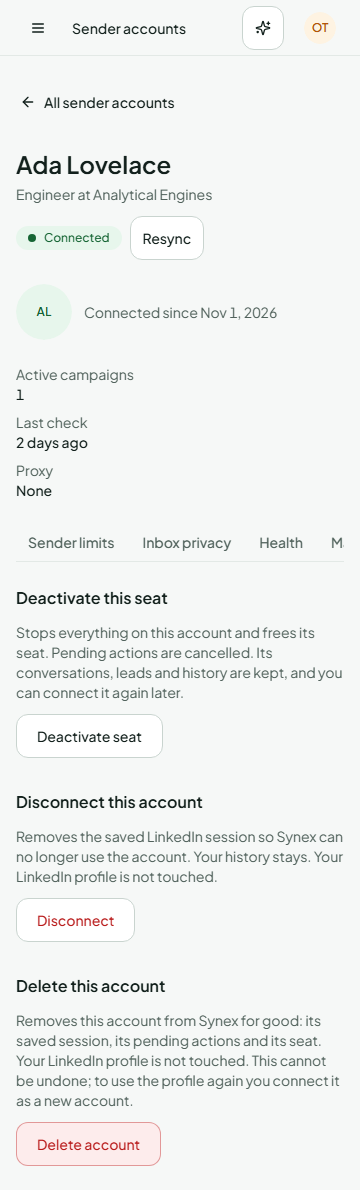 Sender accounts
OT
All sender accounts
Ada Lovelace
Engineer at Analytical Engines
Connected
Resync
AL
Connected since Nov 1, 2026
Active campaigns
1
Last check
2 days ago
Proxy
None
Sender limits Inbox privacy Health
Deactivate this seat
Stops everything on this account and frees its
seat. Pending actions are cancelled. Its
conversations, leads and history are kept, and you
can connect it again later.
Deactivate seat
Disconnect this account
Removes the saved LinkedIn session so Synex can
no longer use the account. Your history stays. Your
LinkedIn profile is not touched.
Disconnect
Delete this account
Removes this account from Synex for good: its
saved session, its pending actions and its seat.
Your LinkedIn profile is not touched. This cannot
be undone; to use the profile again you connect it
as a new account.
Delete account